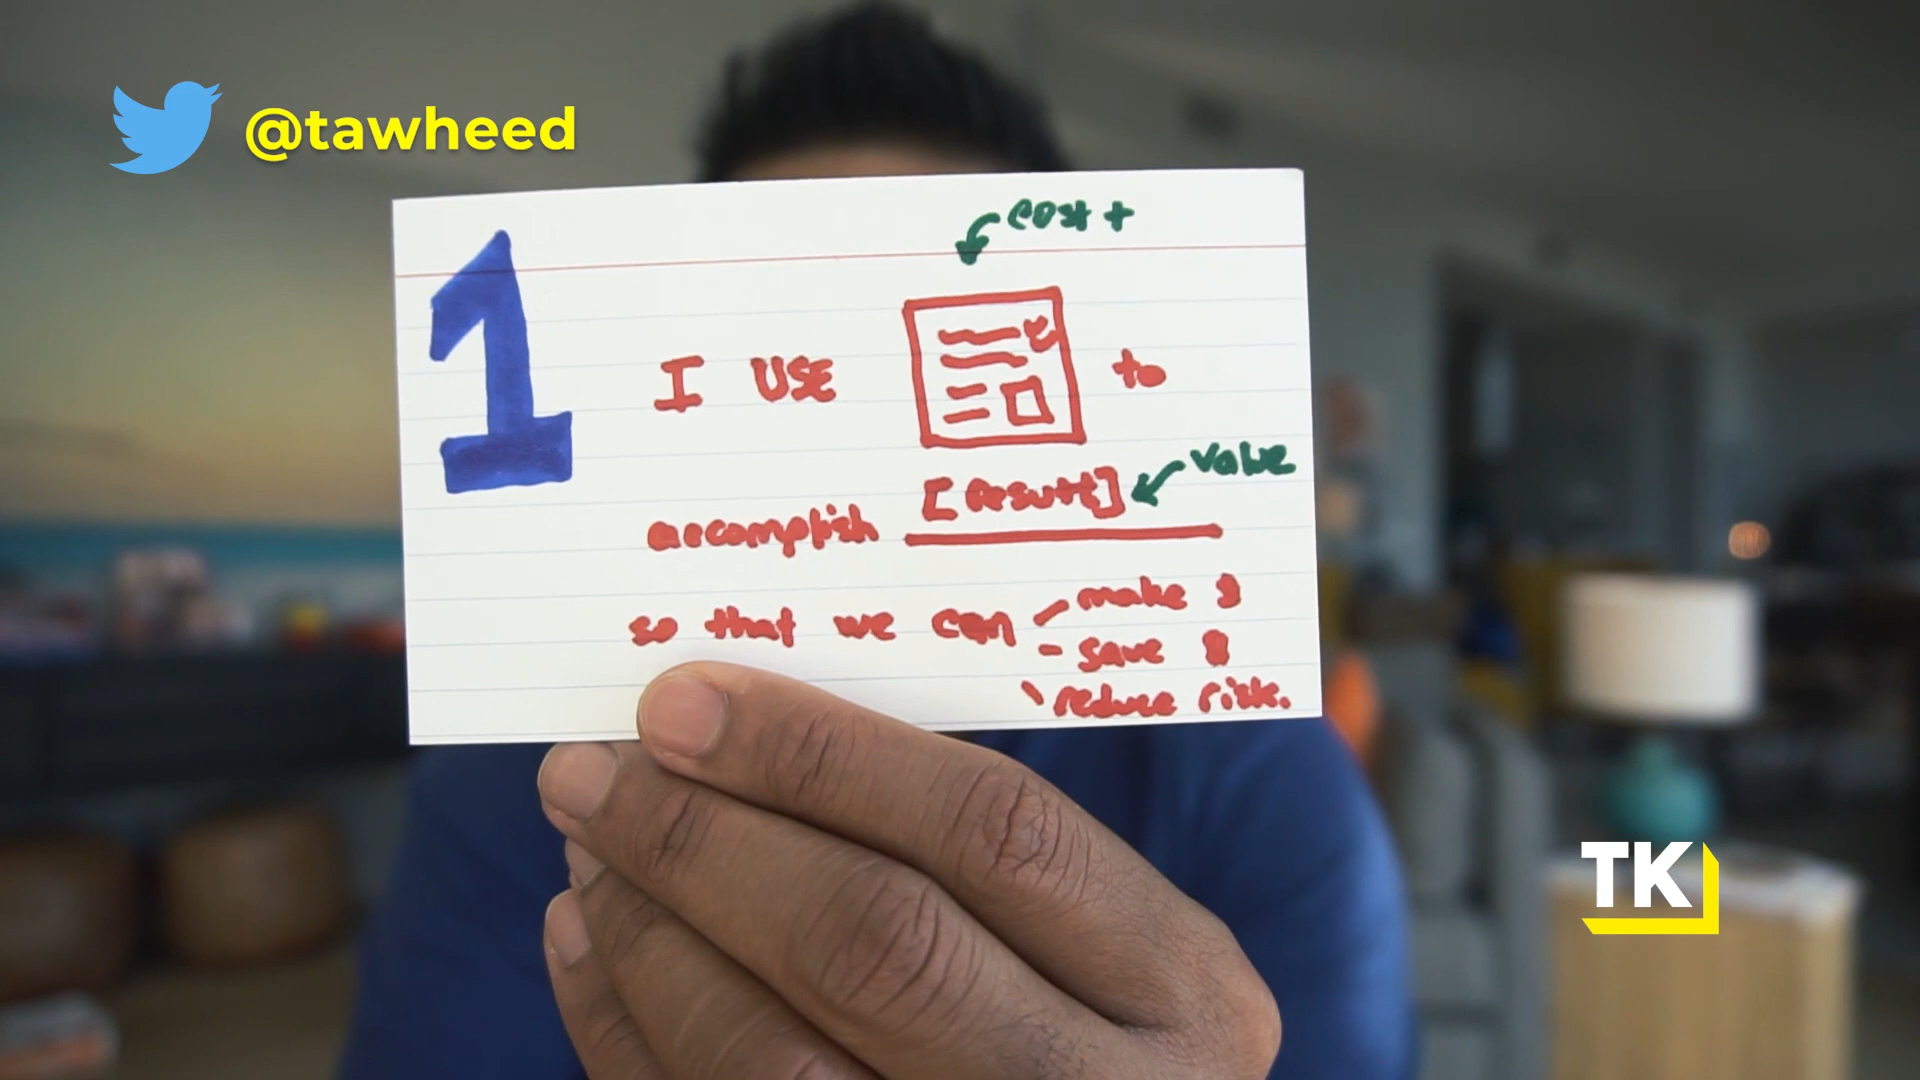 @tawheed
cost +
1
I USE to
value
accomplish [Result]
so that we can
make $
save $
reduce risk.
TK